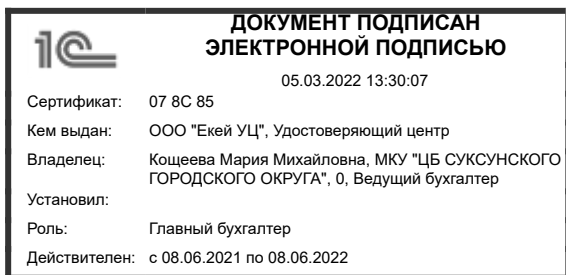 1С
ДОКУМЕНТ ПОДПИСАН
ЭЛЕКТРОННОЙ ПОДПИСЬЮ
05.03.2022 13:30:07
Сертификат: 07 8C 85
Кем выдан: ООО "Екей УЦ", Удостоверяющий центр
Владелец: Кощеева Мария Михайловна, МКУ "ЦБ СУКСУНСКОГО
ГОРОДСКОГО ОКРУГА", 0, Ведущий бухгалтер
Установил:
Роль: Главный бухгалтер
Действителен: с 08.06.2021 по 08.06.2022